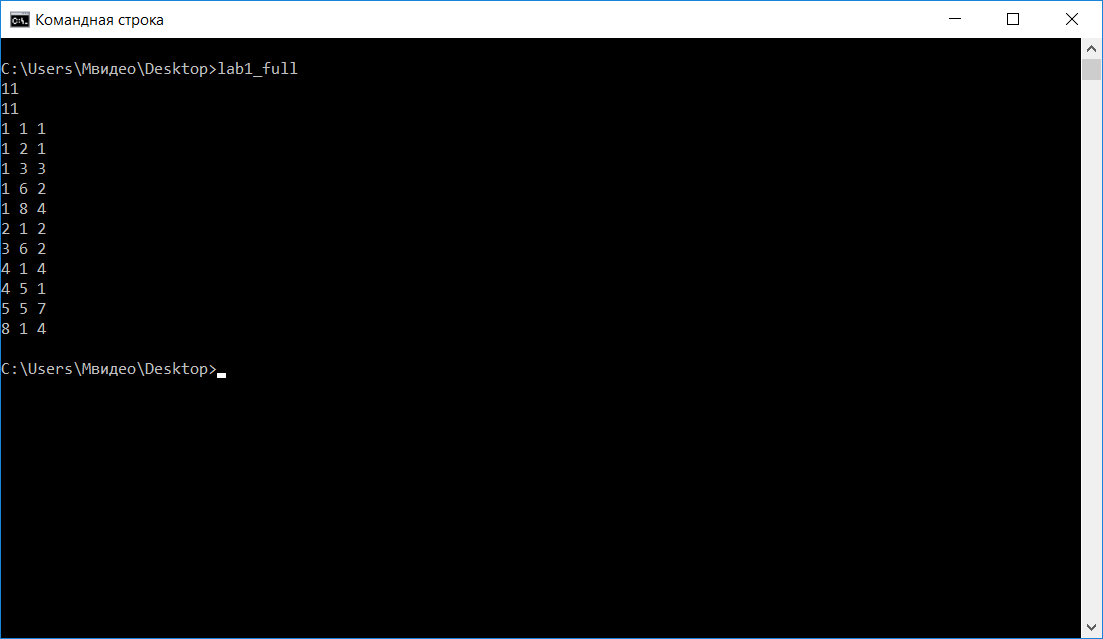 Командная строка
C:\Users\Мвидео\Desktop>lab1_full
11
11
1 1 1
1 2 1
1 3 3
1 6 2
1 8 4
2 1 2
3 6 2
4 1 4
4 5 1
5 5 7
8 1 4
C:\Users\Мвидео\Desktop>